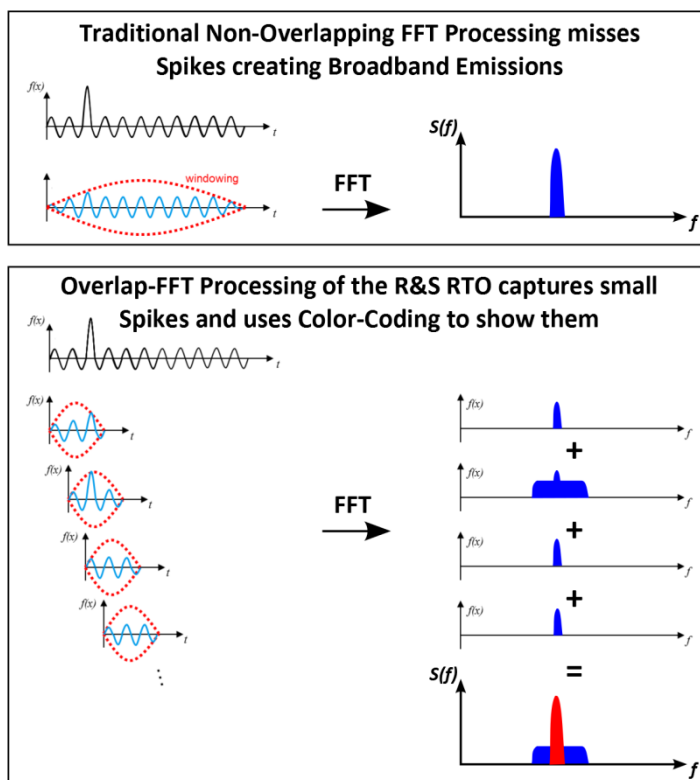 Traditional Non-Overlapping FFT Processing misses
Spikes creating Broadband Emissions
f(x)
t
S(f)
windowing
FFT
t
f
Overlap-FFT Processing of the R&S RTO captures small
Spikes and uses Color-Coding to show them
f(x)
t
f(x)
t
f(x)
f
+
f(x)
t
FFT
f(x)
f
+
f(x)
t
f(x)
f
+
f(x)
t
f(x)
f
=
S(f)
f